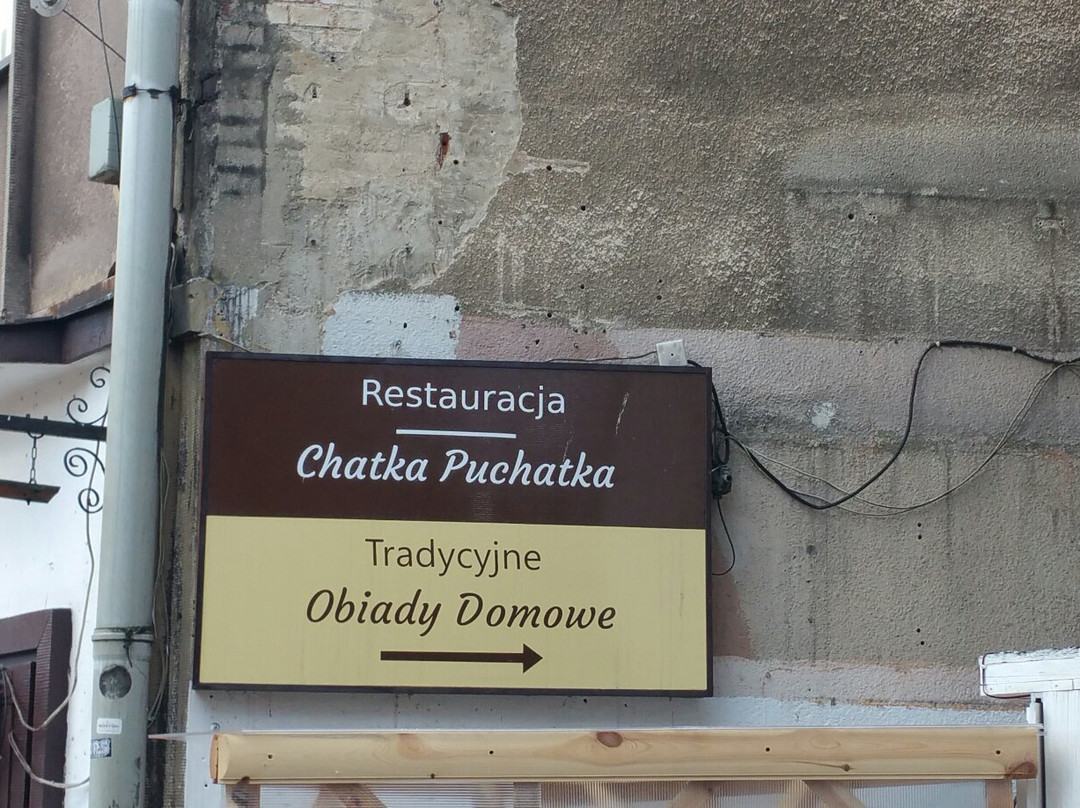 Restauracja
Chatka Puchatka
Tradycyjne
Obiady Domowe